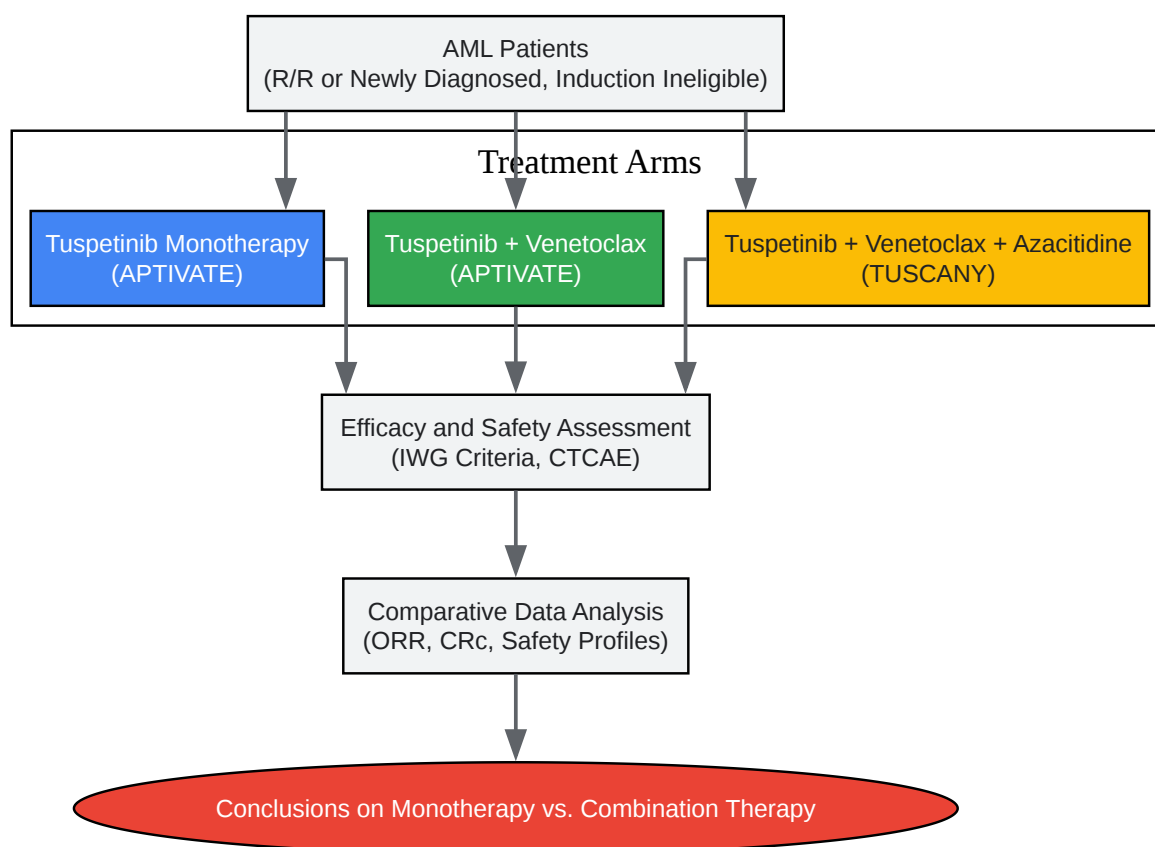 AML Patients
(R/R or Newly Diagnosed, Induction Ineligible)
Treatment Arms
Tuspetinib Monotherapy
(APTIVATE)
Tuspetinib + Venetoclax
(APTIVATE)
Tuspetinib + Venetoclax + Azacitidine
(TUSCANY)
Efficacy and Safety Assessment
(IWG Criteria, CTCAE)
Comparative Data Analysis
(ORR, CRc, Safety Profiles)
Conclusions on Monotherapy vs. Combination Therapy